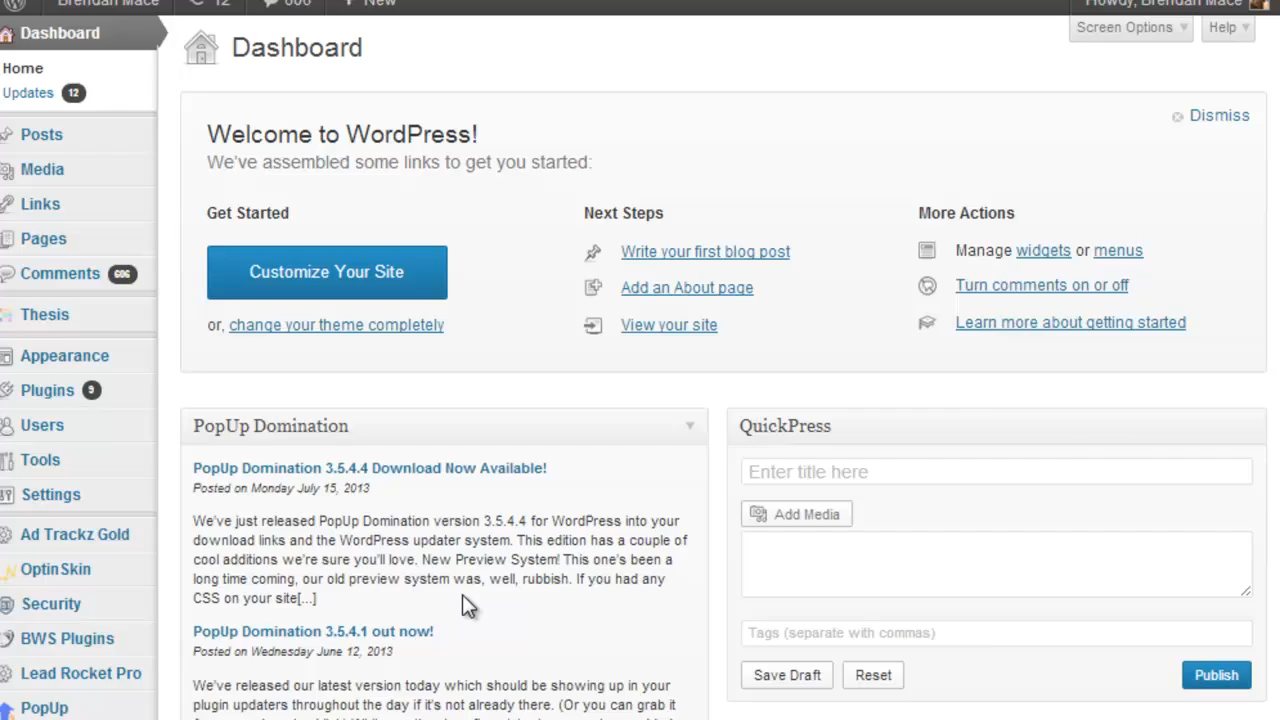 Brendan Mace 12 606 + New
Howdy, Brendan Mace
Screen Options Help
Dashboard
Home
Updates 12
Posts
Media
Links
Pages
Comments 606
Thesis
Appearance
Plugins 9
Users
Tools
Settings
Ad Trackz Gold
OptinSkin
Security
BWS Plugins
Lead Rocket Pro
PopUp
Dashboard
Dismiss
Welcome to WordPress!
We've assembled some links to get you started:
Get Started
Customize Your Site
or, change your theme completely
Next Steps
Write your first blog post
Add an About page
View your site
More Actions
Manage widgets or menus
Turn comments on or off
Learn more about getting started
PopUp Domination
PopUp Domination 3.5.4.4 Download Now Available!
Posted on Monday July 15, 2013
We've just released PopUp Domination version 3.5.4.4 for WordPress into your
download links and the WordPress updater system. This edition has a couple of
cool additions we're sure you'll love. New Preview System! This one's been a
long time coming, our old preview system was, well, rubbish. If you had any
CSS on your site[...]
PopUp Domination 3.5.4.1 out now!
Posted on Wednesday June 12, 2013
We've released our latest version today which should be showing up in your
plugin updaters throughout the day if it's not already there. (Or you can grab it
QuickPress
Enter title here
Add Media
Tags (separate with commas)
Save Draft Reset Publish